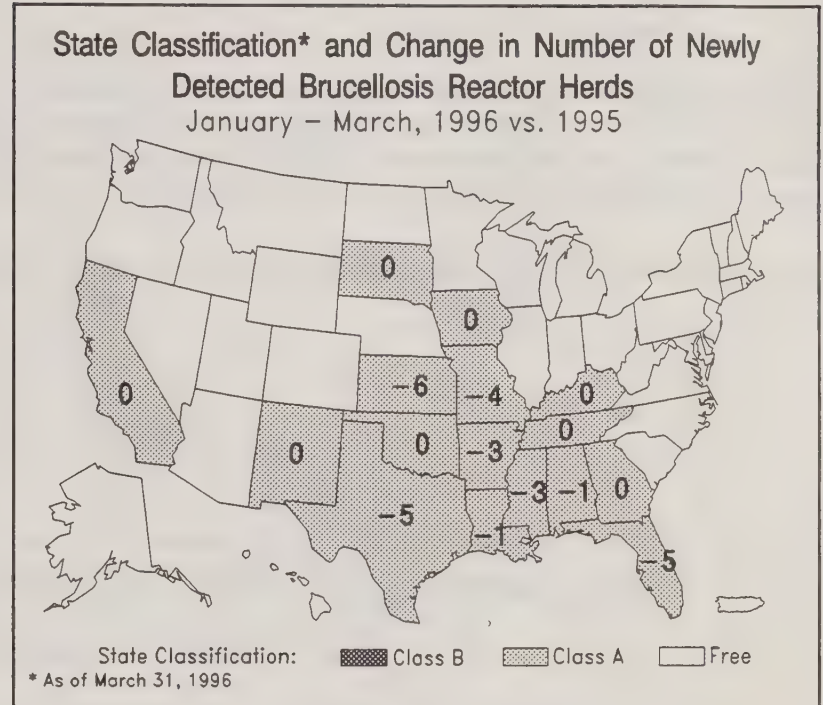 State Classification* and Change in Number of Newly
Detected Brucellosis Reactor Herds
January – March, 1996 vs. 1995
0
0
0
-6
-4
0
0
0
0
-3
-5
-3
-1
0
-1
-5
State Classification:
Class B
Class A
Free
* As of March 31, 1996